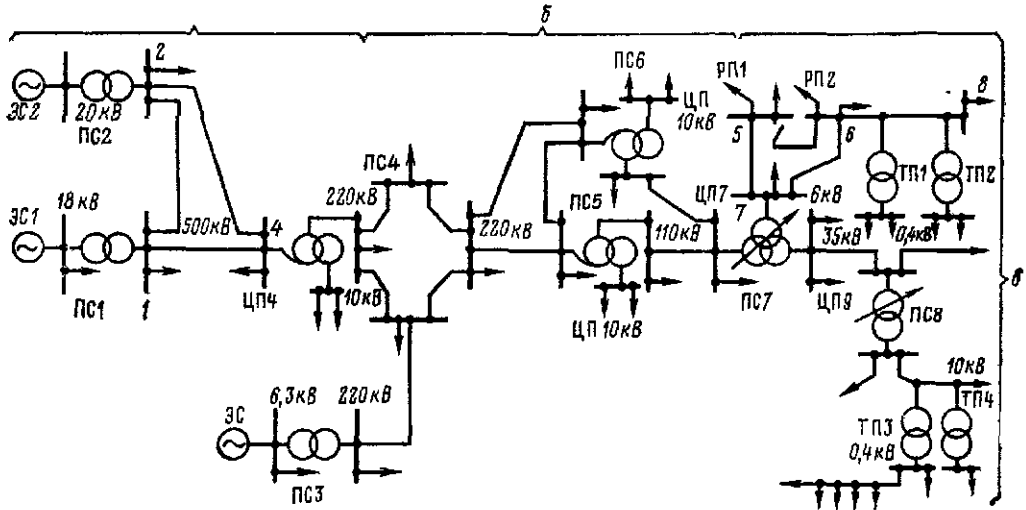 б
2
ЭС2
20кВ
ПС2
ПС6
ЦП
10кВ
РП1
РП2
8
5
6
ТП1
ТП2
ПС4
18кВ
ЭС1
500кВ
4
220кВ
220кВ
ПС5
110кВ
ЦП7
7
6кВ
35кВ
0,4кВ
ПС1
1
ЦП4
10кВ
ЦП 10кВ
ПС7
ЦП9
ПС8
в
6,3кВ
220кВ
ЭС
ПС3
10кВ
ТП4
ТП3
0,4кВ